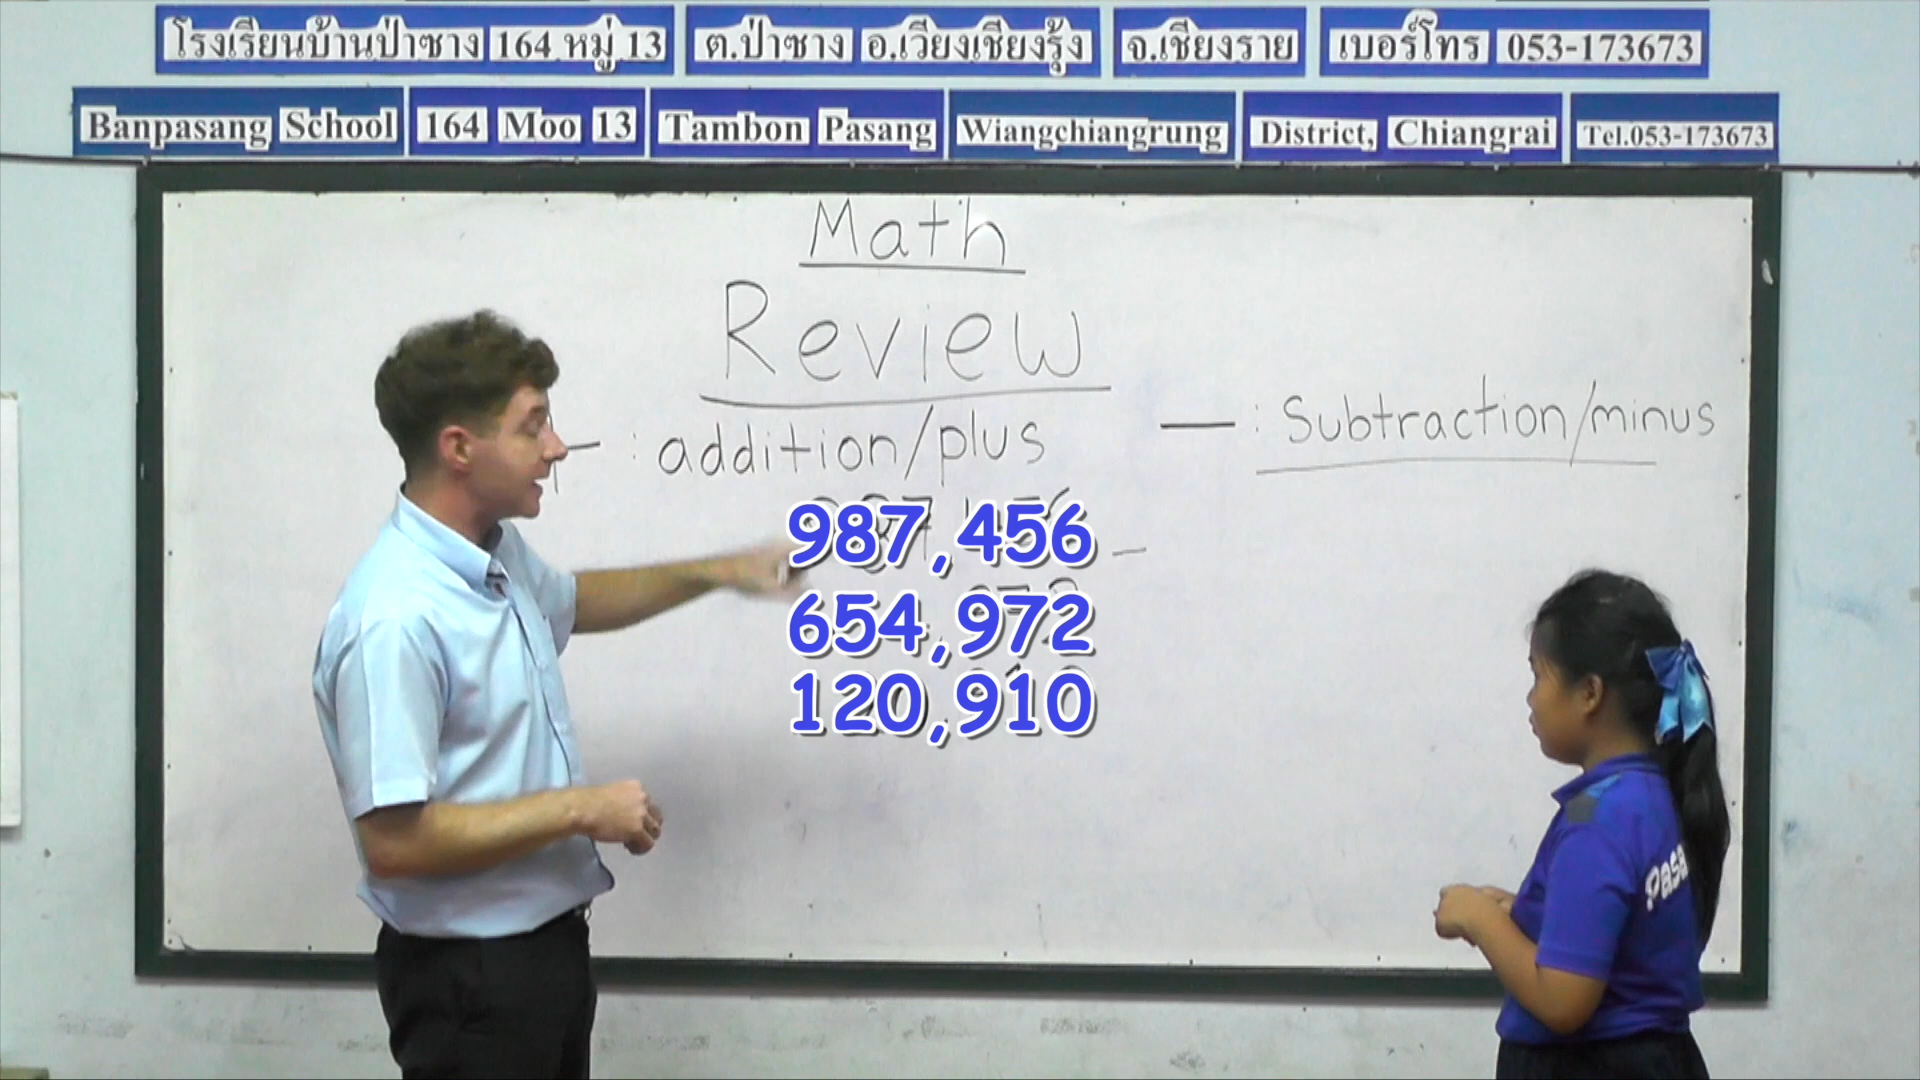 โรงเรียนบ้านป่าซาง 164 หมู่ 13 ต.ป่าซาง อ.เวียงเชียงรุ้ง จ.เชียงราย เบอร์โทร 053-173673
Banpasang School 164 Moo 13 Tambon Pasang Wiangchiangrung District, Chiangrai Tel.053-173673
Math
Review
: addition/plus
— : Subtraction/minus
987,456
654,972
120,910
Pasa